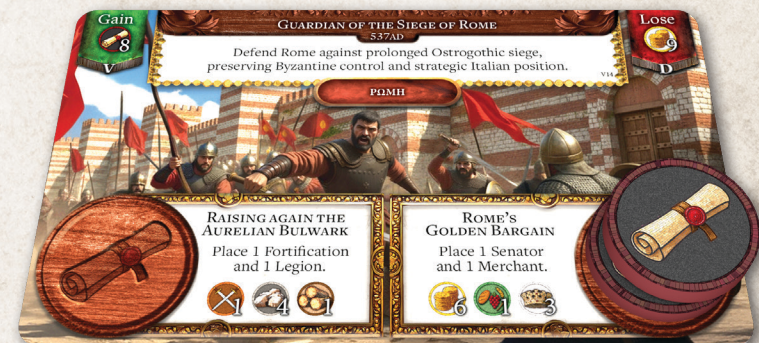 Gain
8
V
GUARDIAN OF THE SIEGE OF ROME
537AD
Defend Rome against prolonged Ostrogothic siege,
preserving Byzantine control and strategic Italian position.
V14
Lose
9
D
ΡΩΜΗ
RAISING AGAIN THE
AURELIAN BULWARK
Place 1 Fortification
and 1 Legion.
1 4 1
ROME'S
GOLDEN BARGAIN
Place 1 Senator
and 1 Merchant.
6 1 3